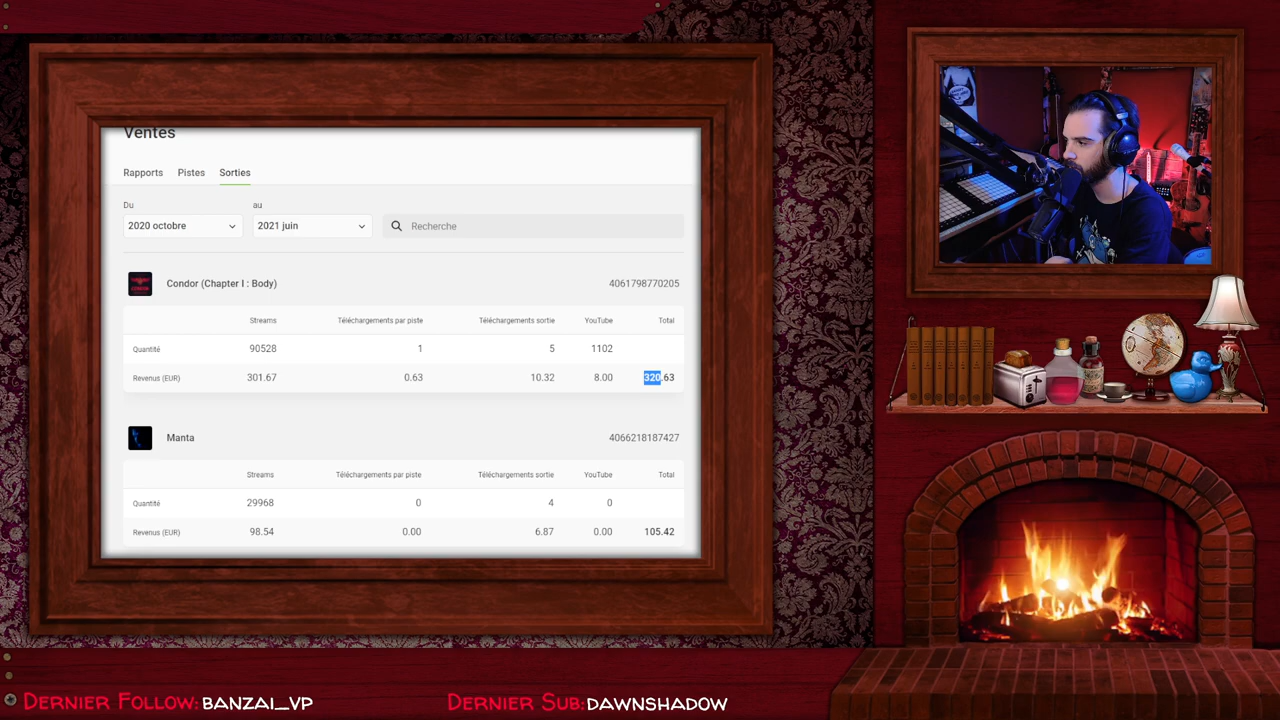 Ventes
Rapports Pistes Sorties
Du au
2020 octobre 2021 juin Recherche
Condor (Chapter I : Body) 4061798770205
Streams Téléchargements par piste Téléchargements sortie YouTube Total
Quantité 90528 1 5 1102
Revenus (EUR) 301.67 0.63 10.32 8.00 320.63
Manta 4066218187427
Streams Téléchargements par piste Téléchargements sortie YouTube Total
Quantité 29968 0 4 0
Revenus (EUR) 98.54 0.00 6.87 0.00 105.42
Dernier Follow: banzai_vp Dernier Sub: dawnshadow